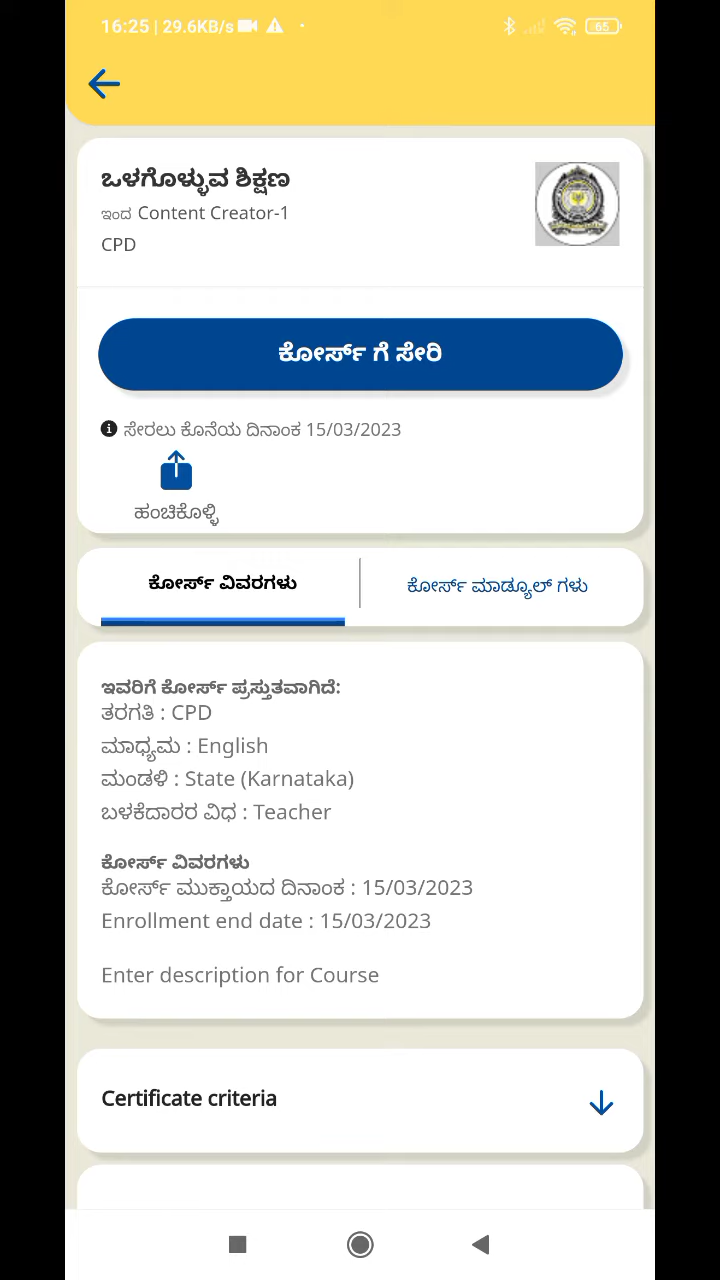 16:25 | 29.6KB/s
65
ಒಳಗೊಳ್ಳುವ ಶಿಕ್ಷಣ
ಇಂದ Content Creator-1
CPD
ಕೋರ್ಸ್ ಗೆ ಸೇರಿ
ಸೇರಲು ಕೊನೆಯ ದಿನಾಂಕ 15/03/2023
ಹಂಚಿಕೊಳ್ಳಿ
ಕೋರ್ಸ್ ವಿವರಗಳು
ಕೋರ್ಸ್ ಮಾಡ್ಯೂಲ್ ಗಳು
ಇವರಿಗೆ ಕೋರ್ಸ್ ಪ್ರಸ್ತುತವಾಗಿದೆ:
ತರಗತಿ : CPD
ಮಾಧ್ಯಮ : English
ಮಂಡಳಿ : State (Karnataka)
ಬಳಕೆದಾರರ ವಿಧ : Teacher
ಕೋರ್ಸ್ ವಿವರಗಳು
ಕೋರ್ಸ್ ಮುಕ್ತಾಯದ ದಿನಾಂಕ : 15/03/2023
Enrollment end date : 15/03/2023
Enter description for Course
Certificate criteria